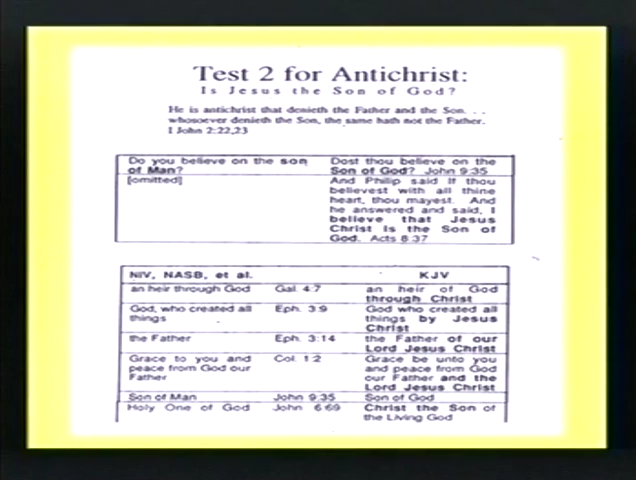 Test 2 for Antichrist:
Is Jesus the Son of God?
He is antichrist that denieth the Father and the Son. . .
whosoever denieth the Son, the same hath not the Father.
I John 2:22,23
Do you believe on the son
of Man?
[omitted]
Dost thou believe on the
Son of God? John 9:35
And Philip said If thou
believest with all thine
heart, thou mayest. And
he answered and said, I
believe that Jesus
Christ is the Son of
God. Acts 8:37
NIV, NASB, et al. KJV
an heir through God Gal. 4:7 an heir of God
through Christ
God, who created all Eph. 3:9 God who created all
things things by Jesus
Christ
the Father Eph. 3:14 the Father of our
Lord Jesus Christ
Grace to you and Col. 1:2 Grace be unto you
peace from God our and peace from God
Father our Father and the
Lord Jesus Christ
Son of Man John 9:35 Son of God
Holy One of God John 6:69 Christ the Son of
the Living God